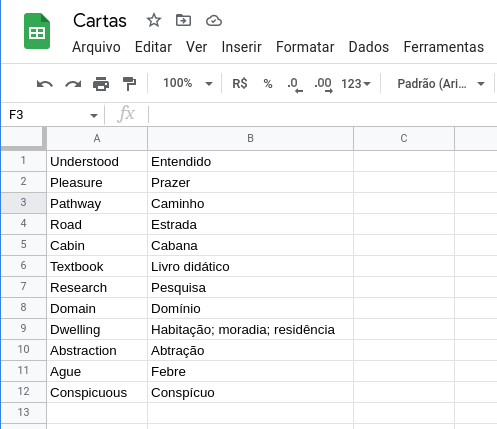 Cartas
Arquivo Editar Ver Inserir Formatar Dados Ferramentas
100% R$ % .0 .00 123 Padrão (Ari...
F3 fx
A B C
1 Understood Entendido
2 Pleasure Prazer
3 Pathway Caminho
4 Road Estrada
5 Cabin Cabana
6 Textbook Livro didático
7 Research Pesquisa
8 Domain Domínio
9 Dwelling Habitação; moradia; residência
10 Abstraction Abtração
11 Ague Febre
12 Conspicuous Conspícuo
13